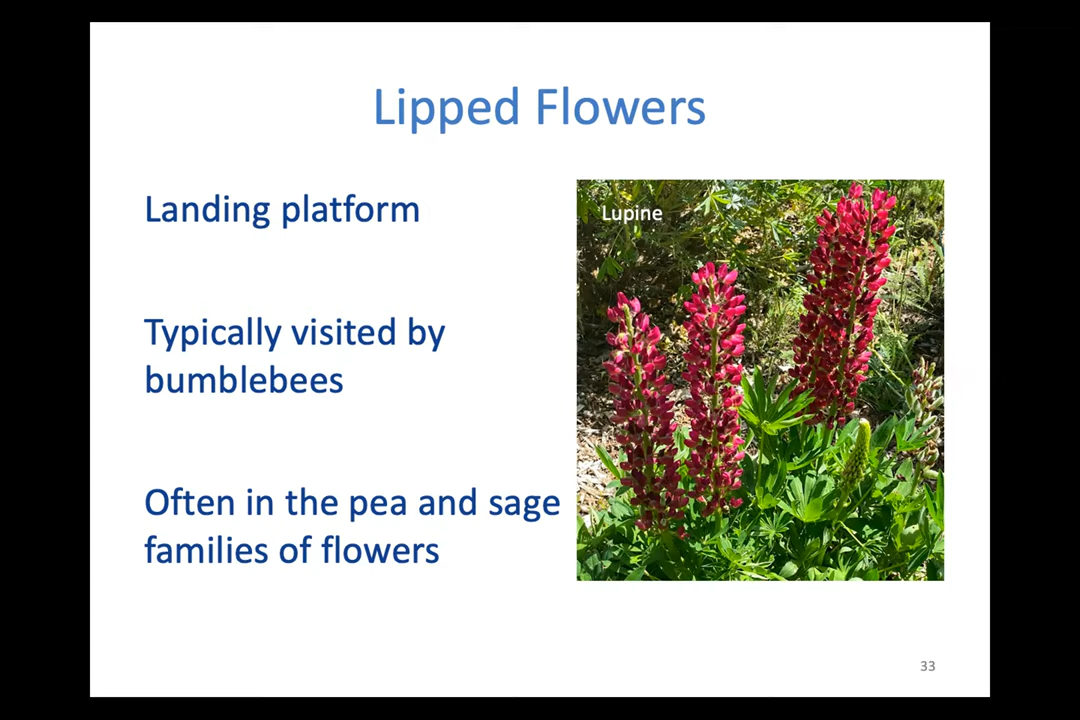 Lipped Flowers
Landing platform
Lupine
Typically visited by
bumblebees
Often in the pea and sage
families of flowers
33